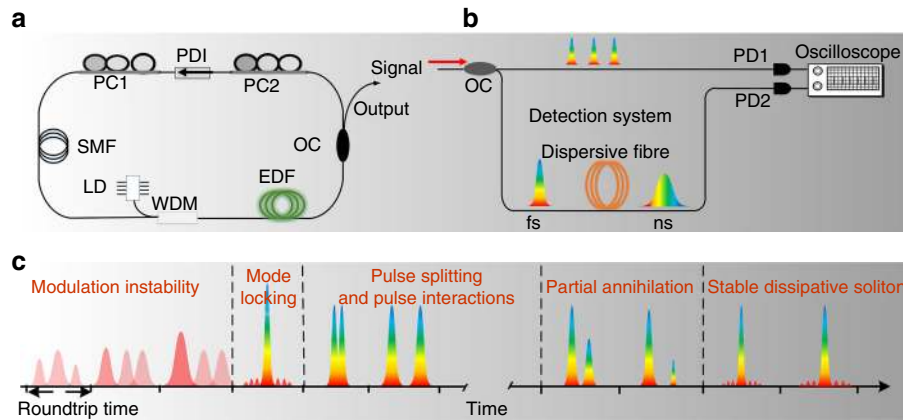 a
PC1
PDI
PC2
Signal
Output
OC
SMF
LD
WDM
EDF
b
OC
PD1
Oscilloscope
PD2
Detection system
Dispersive fibre
fs
ns
c
Modulation instability
Mode
locking
Pulse splitting
and pulse interactions
Partial annihilation
Stable dissipative soliton
Roundtrip time
Time